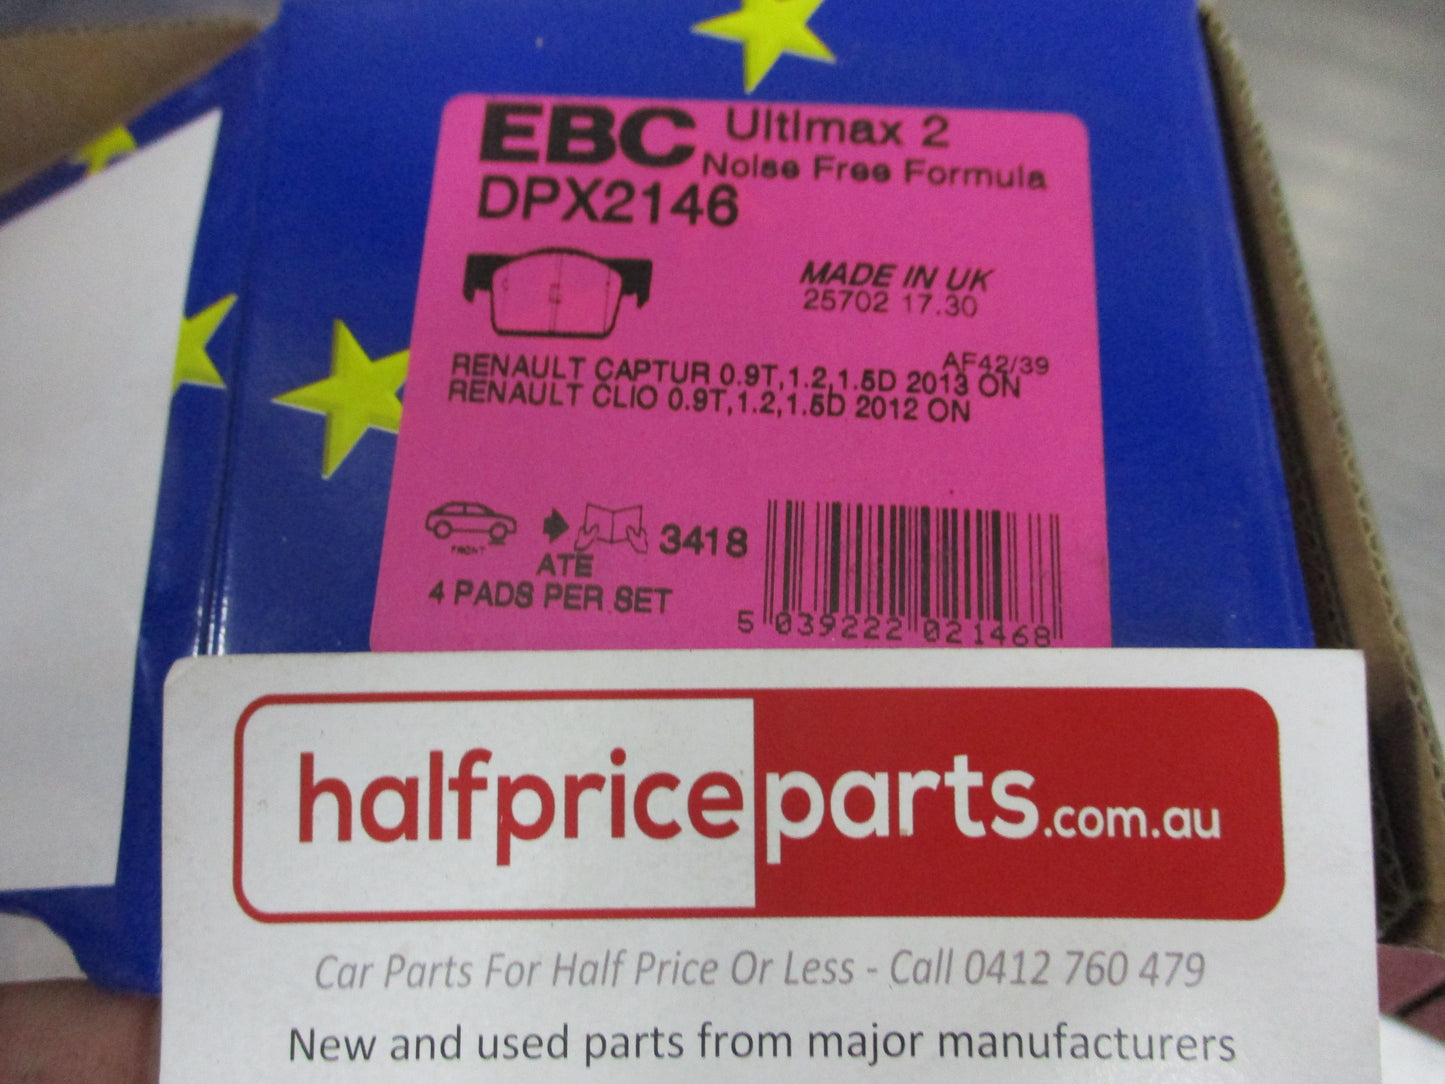 EBC Ultimax 2
Noise Free Formula
DPX2146
MADE IN UK
25702 17.30
AF42/39
RENAULT CAPTUR 0.9T,1.2,1.5D 2013 ON
RENAULT CLIO 0.9T,1.2,1.5D 2012 ON
FRONT
3418
ATE
4 PADS PER SET
5 039222 021468
halfpriceparts.com.au
Car Parts For Half Price Or Less - Call 0412 760 479
New and used parts from major manufacturers